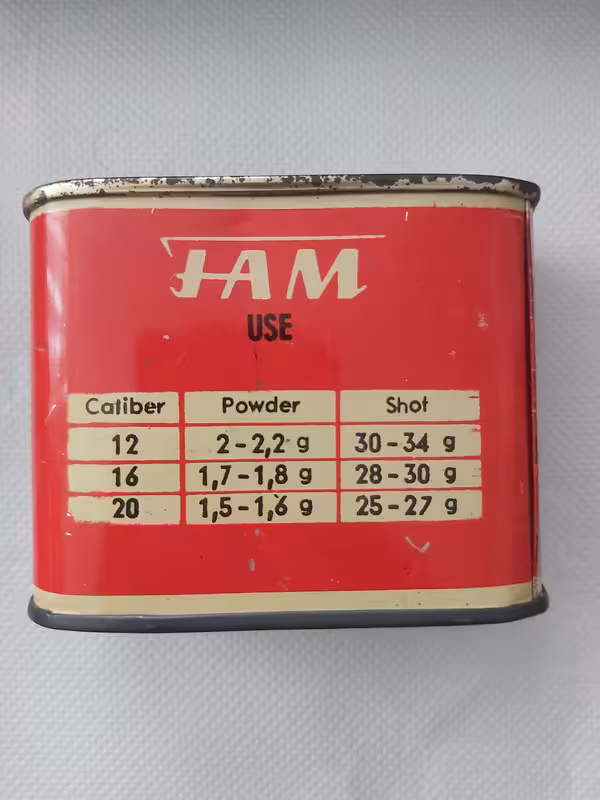 JAM
USE
Caliber Powder Shot
12 2-2,2 g 30-34 g
16 1,7-1,8 g 28-30 g
20 1,5-1,6 g 25-27 g